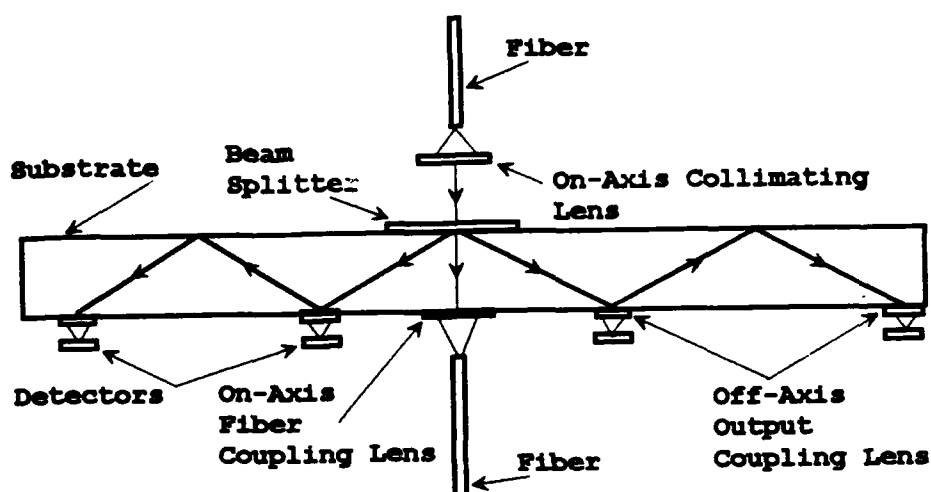 Fiber
Substrate
Beam
Splitter
On-Axis Collimating
Lens
Detectors
On-Axis
Fiber
Coupling Lens
Fiber
Off-Axis
Output
Coupling Lens